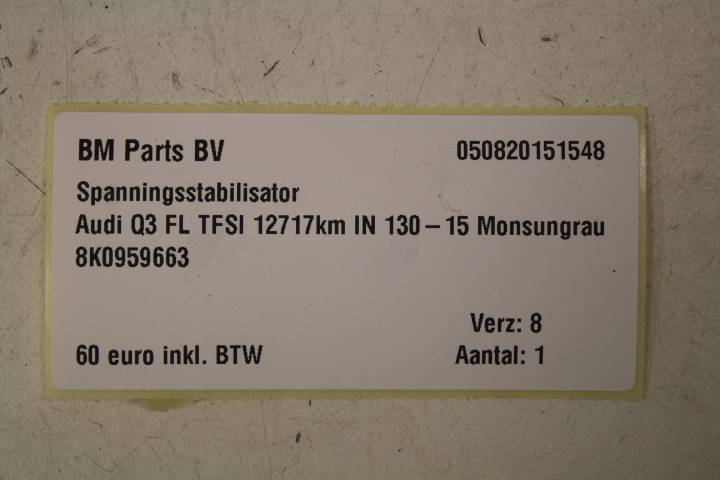 BM Parts BV 050820151548
Spanningsstabilisator
Audi Q3 FL TFSI 12717km IN 130 – 15 Monsungrau
8K0959663
Verz: 8
60 euro inkl. BTW Aantal: 1